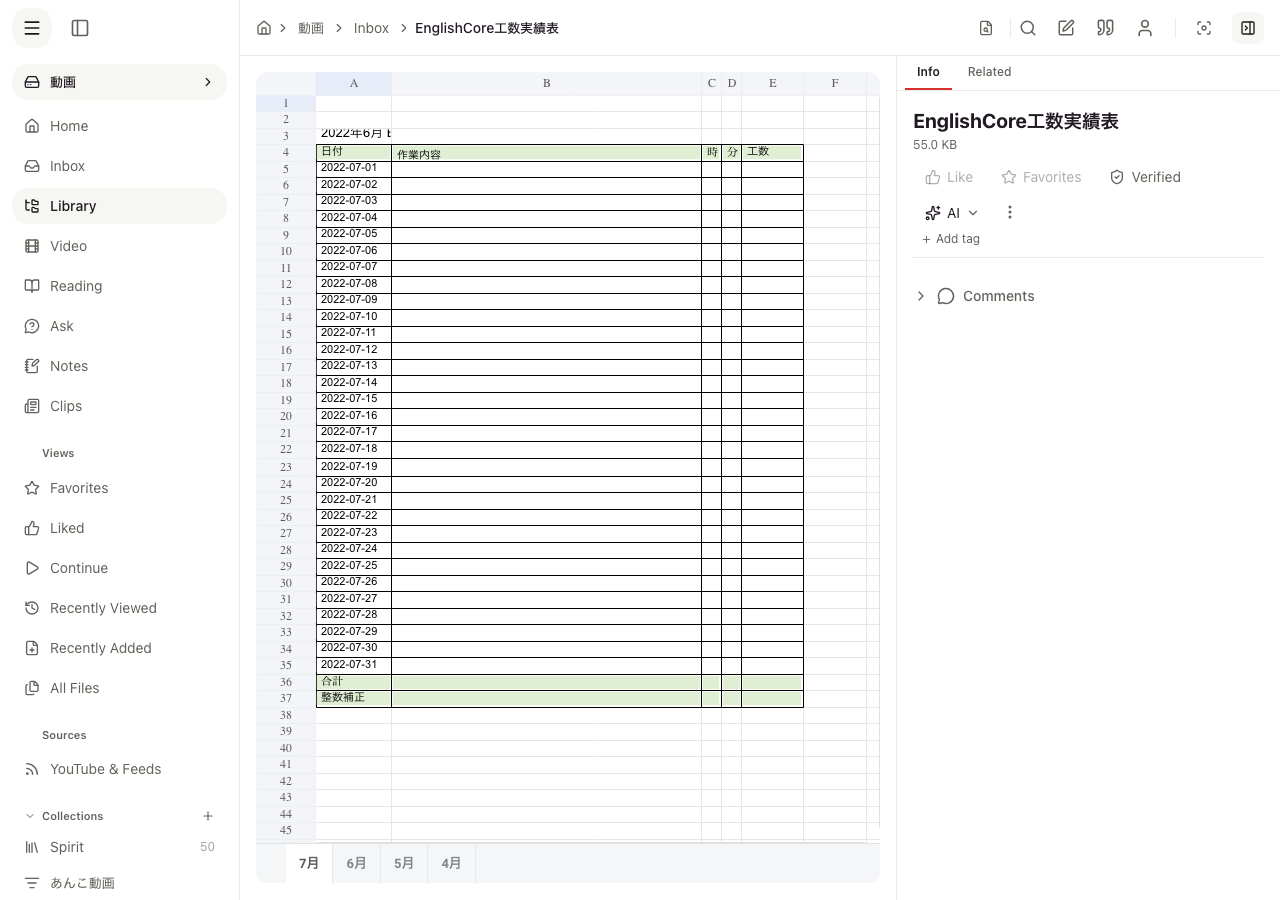 動画
Home
Inbox
Library
Video
Reading
Ask
Notes
Clips
Views
Favorites
Liked
Continue
Recently Viewed
Recently Added
All Files
Sources
YouTube & Feeds
Collections
Spirit 50
あんこ動画
動画 Inbox EnglishCore工数実績表
A B C D E F
1
2
3 2022年6月
4 日付 作業内容 時 分 工数
5 2022-07-01
6 2022-07-02
7 2022-07-03
8 2022-07-04
9 2022-07-05
10 2022-07-06
11 2022-07-07
12 2022-07-08
13 2022-07-09
14 2022-07-10
15 2022-07-11
16 2022-07-12
17 2022-07-13
18 2022-07-14
19 2022-07-15
20 2022-07-16
21 2022-07-17
22 2022-07-18
23 2022-07-19
24 2022-07-20
25 2022-07-21
26 2022-07-22
27 2022-07-23
28 2022-07-24
29 2022-07-25
30 2022-07-26
31 2022-07-27
32 2022-07-28
33 2022-07-29
34 2022-07-30
35 2022-07-31
36 合計
37 整数補正
38
39
40
41
42
43
44
45
7月 6月 5月 4月
Info Related
EnglishCore工数実績表
55.0 KB
Like Favorites Verified
AI
+ Add tag
Comments